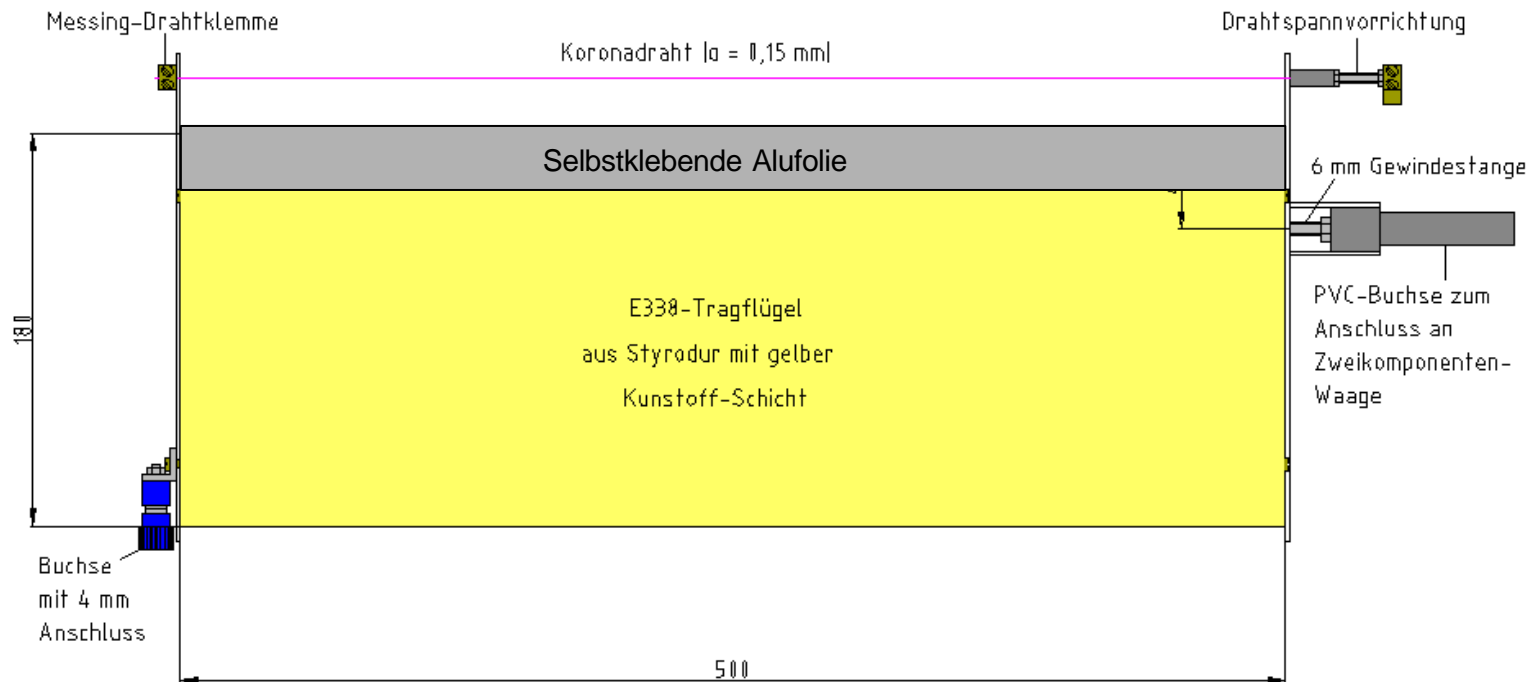 Messing-Drahtklemme
Koronadraht |a = 0,15 mm|
Drahtspannvorrichtung
Selbstklebende Alufolie
6 mm Gewindestange
E338-Tragflügel
aus Styrodur mit gelber
Kunstoff-Schicht
PVC-Buchse zum
Anschluss an
Zweikomponenten-
Waage
180
Buchse
mit 4 mm
Anschluss
500